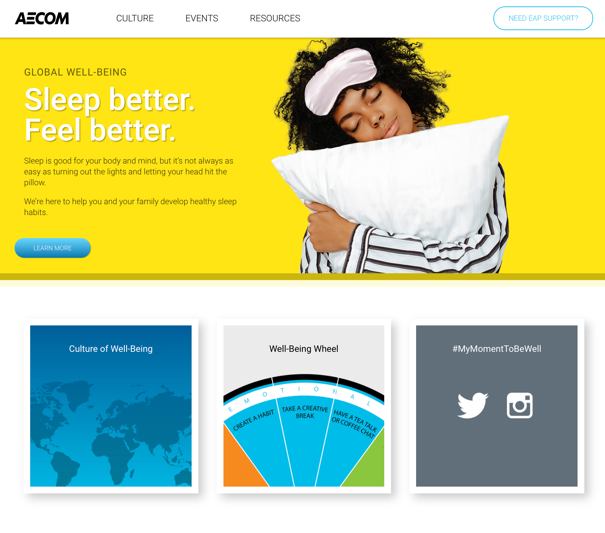 AECOM
CULTURE
EVENTS
RESOURCES
NEED EAP SUPPORT?
GLOBAL WELL-BEING
Sleep better.
Feel better.
Sleep is good for your body and mind, but it's not always as
easy as turning out the lights and letting your head hit the
pillow.
We're here to help you and your family develop healthy sleep
habits.
LEARN MORE
Culture of Well-Being
Well-Being Wheel
#MyMomentToBeWell
EMOTIONAL
CREATE A HABIT
TAKE A CREATIVE
BREAK
HAVE A TEA TALK
OR COFFEE CHAT